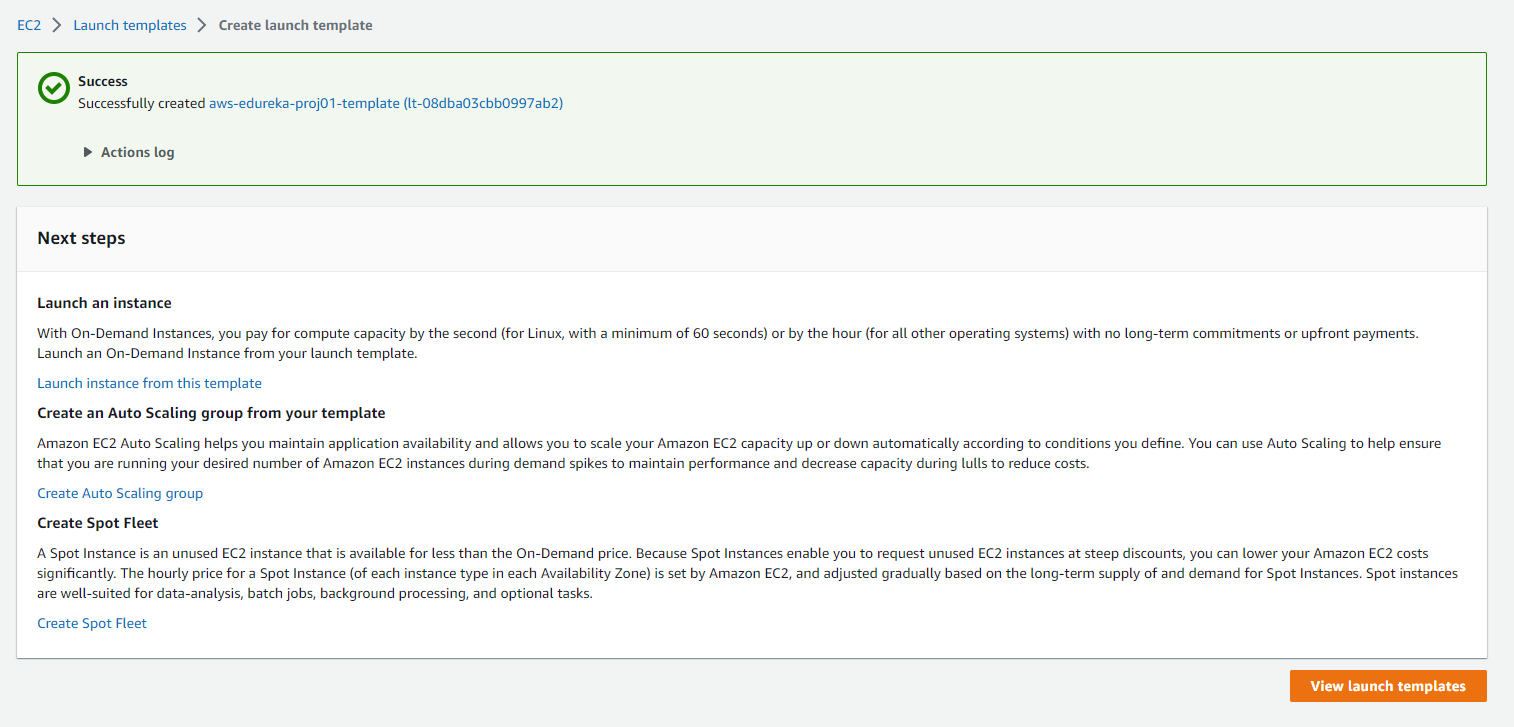 EC2 > Launch templates > Create launch template
Success
Successfully created aws-edureka-proj01-template (lt-08dba03cbb0997ab2)
Actions log
Next steps
Launch an instance
With On-Demand Instances, you pay for compute capacity by the second (for Linux, with a minimum of 60 seconds) or by the hour (for all other operating systems) with no long-term commitments or upfront payments.
Launch an On-Demand Instance from your launch template.
Launch instance from this template
Create an Auto Scaling group from your template
Amazon EC2 Auto Scaling helps you maintain application availability and allows you to scale your Amazon EC2 capacity up or down automatically according to conditions you define. You can use Auto Scaling to help ensure
that you are running your desired number of Amazon EC2 instances during demand spikes to maintain performance and decrease capacity during lulls to reduce costs.
Create Auto Scaling group
Create Spot Fleet
A Spot Instance is an unused EC2 instance that is available for less than the On-Demand price. Because Spot Instances enable you to request unused EC2 instances at steep discounts, you can lower your Amazon EC2 costs
significantly. The hourly price for a Spot Instance (of each instance type in each Availability Zone) is set by Amazon EC2, and adjusted gradually based on the long-term supply of and demand for Spot Instances. Spot instances
are well-suited for data-analysis, batch jobs, background processing, and optional tasks.
Create Spot Fleet
View launch templates